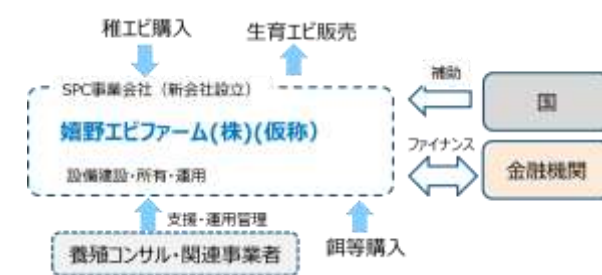 稚エビ購入
生育エビ販売
SPC事業会社（新会社設立）
嬉野エビファーム(株)(仮称）
設備建設・所有・運用
補助
国
ファイナンス
金融機関
支援・運用管理
養殖コンサル・関連事業者
餌等購入